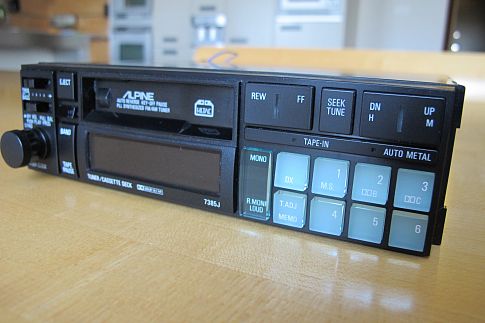 EJECT
ALPINE
AUTO REVERSE KEY-OFF PAUSE
PLL SYNTHESIZED FM/AM TUNER
REW FF
SEEK
TUNE
DN UP
H M
BAND
TAPE-IN
AUTO METAL
MONO
DX
1
M.S.
2
B
3
C
TAPE
TUNER/CASSETTE DECK
7385J
LOUD
T.ADJ
MEMO
4
5
6